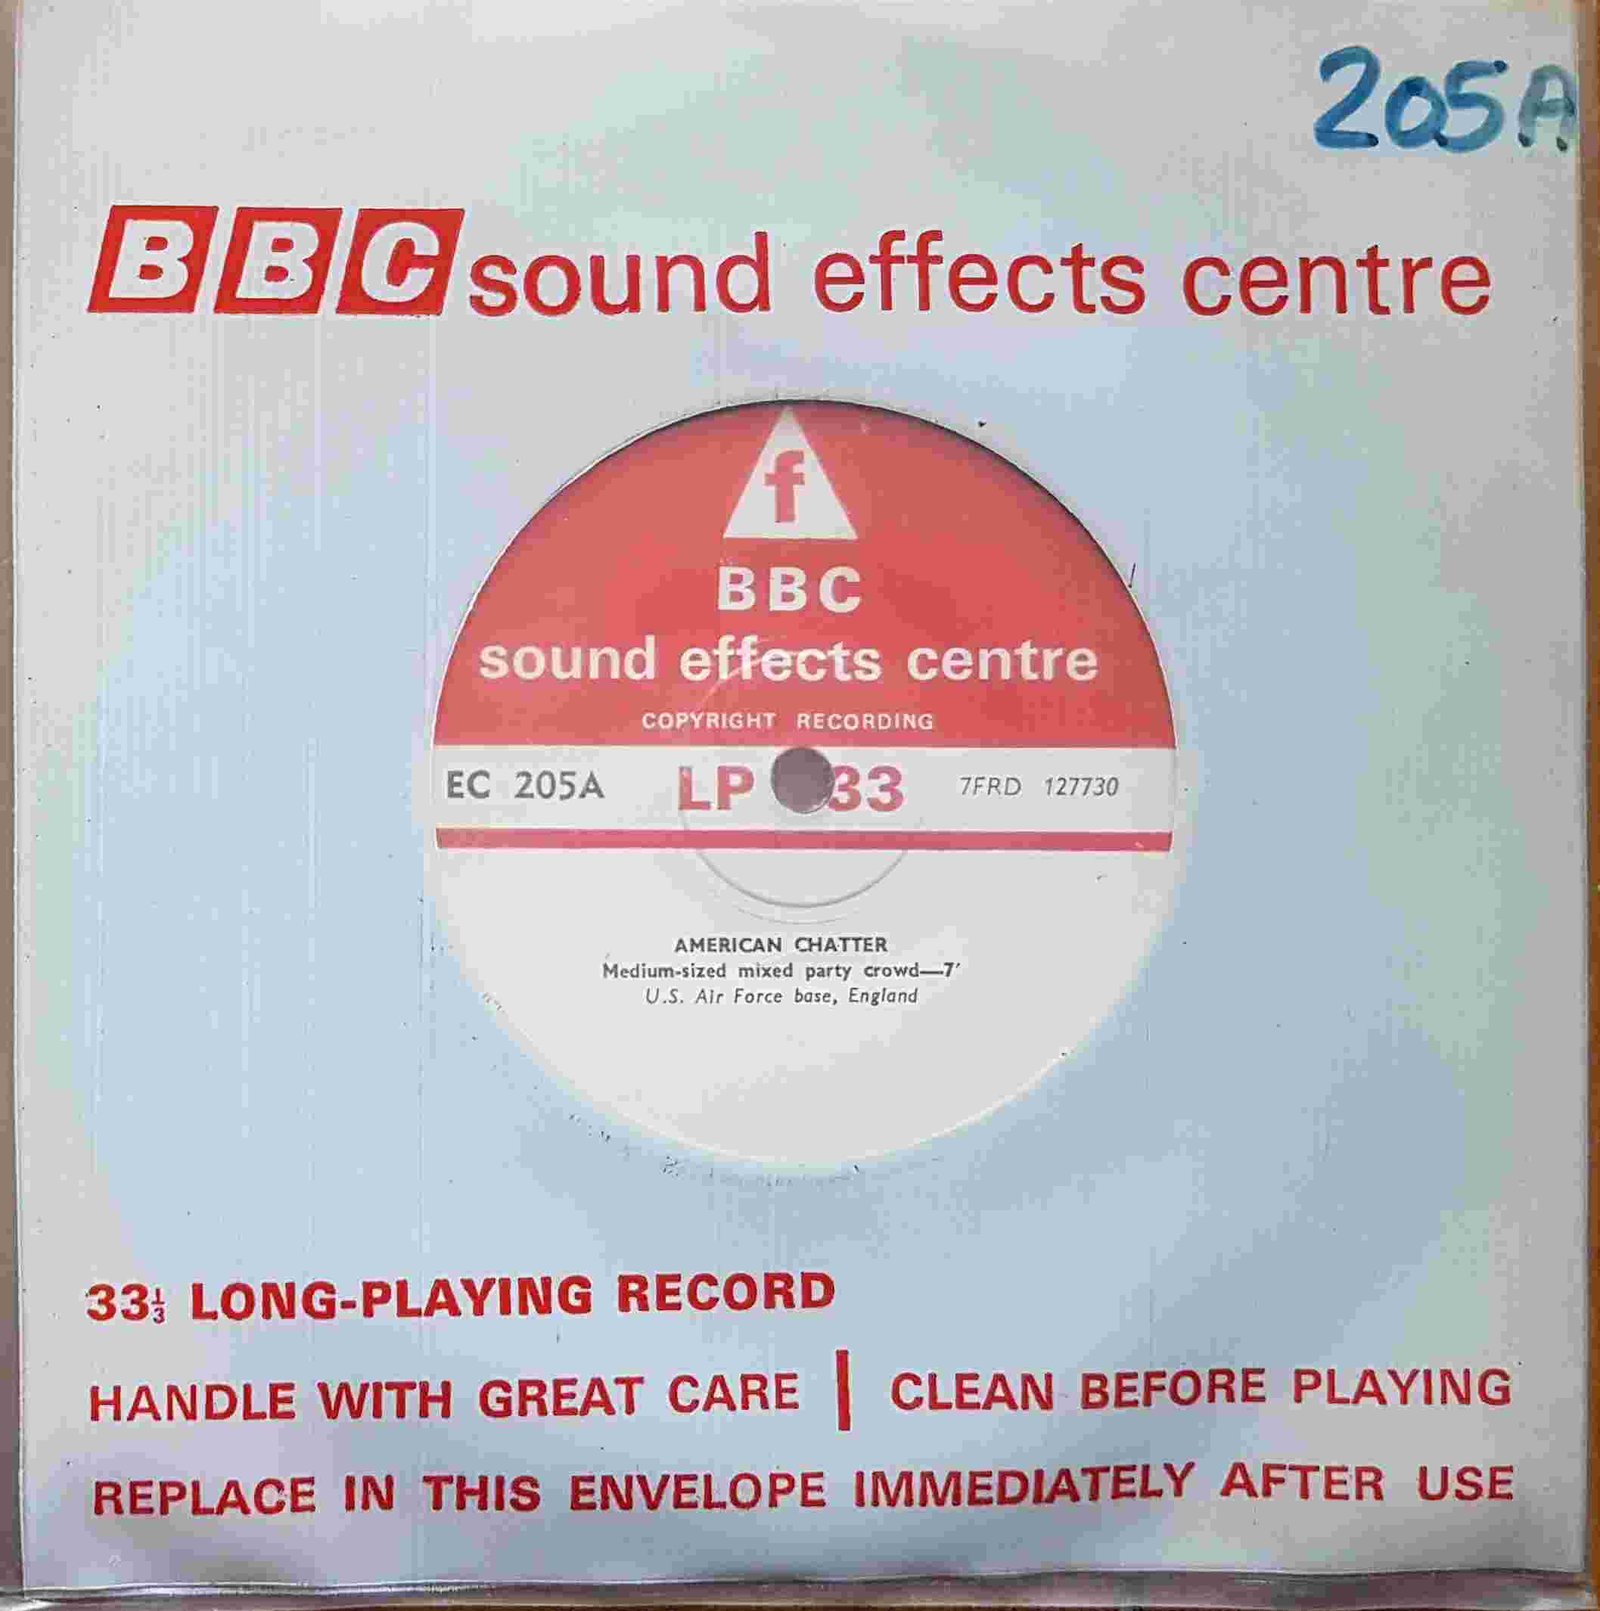 205A
BBC sound effects centre
f
BBC
sound effects centre
COPYRIGHT RECORDING
EC 205A LP 33 7FRD 127730
AMERICAN CHATTER
Medium-sized mixed party crowd—7′
U.S. Air Force base, England
33⅓ LONG-PLAYING RECORD
HANDLE WITH GREAT CARE | CLEAN BEFORE PLAYING
REPLACE IN THIS ENVELOPE IMMEDIATELY AFTER USE